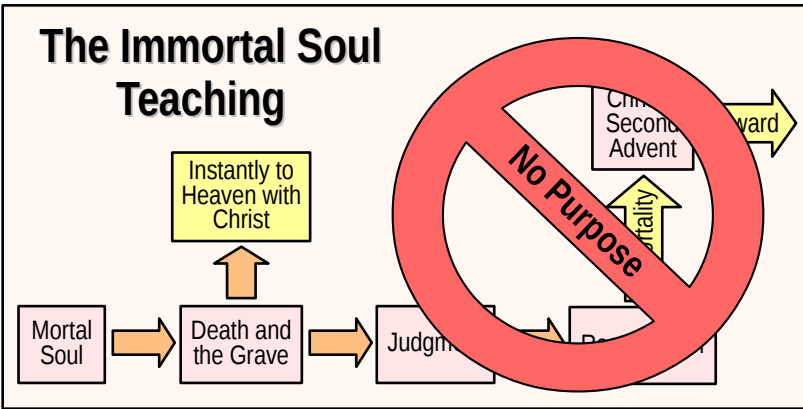 The Immortal Soul
Teaching
Second
Advent
Instantly to
Heaven with
Christ
No Purpose
Mortal
Soul
Death and
the Grave